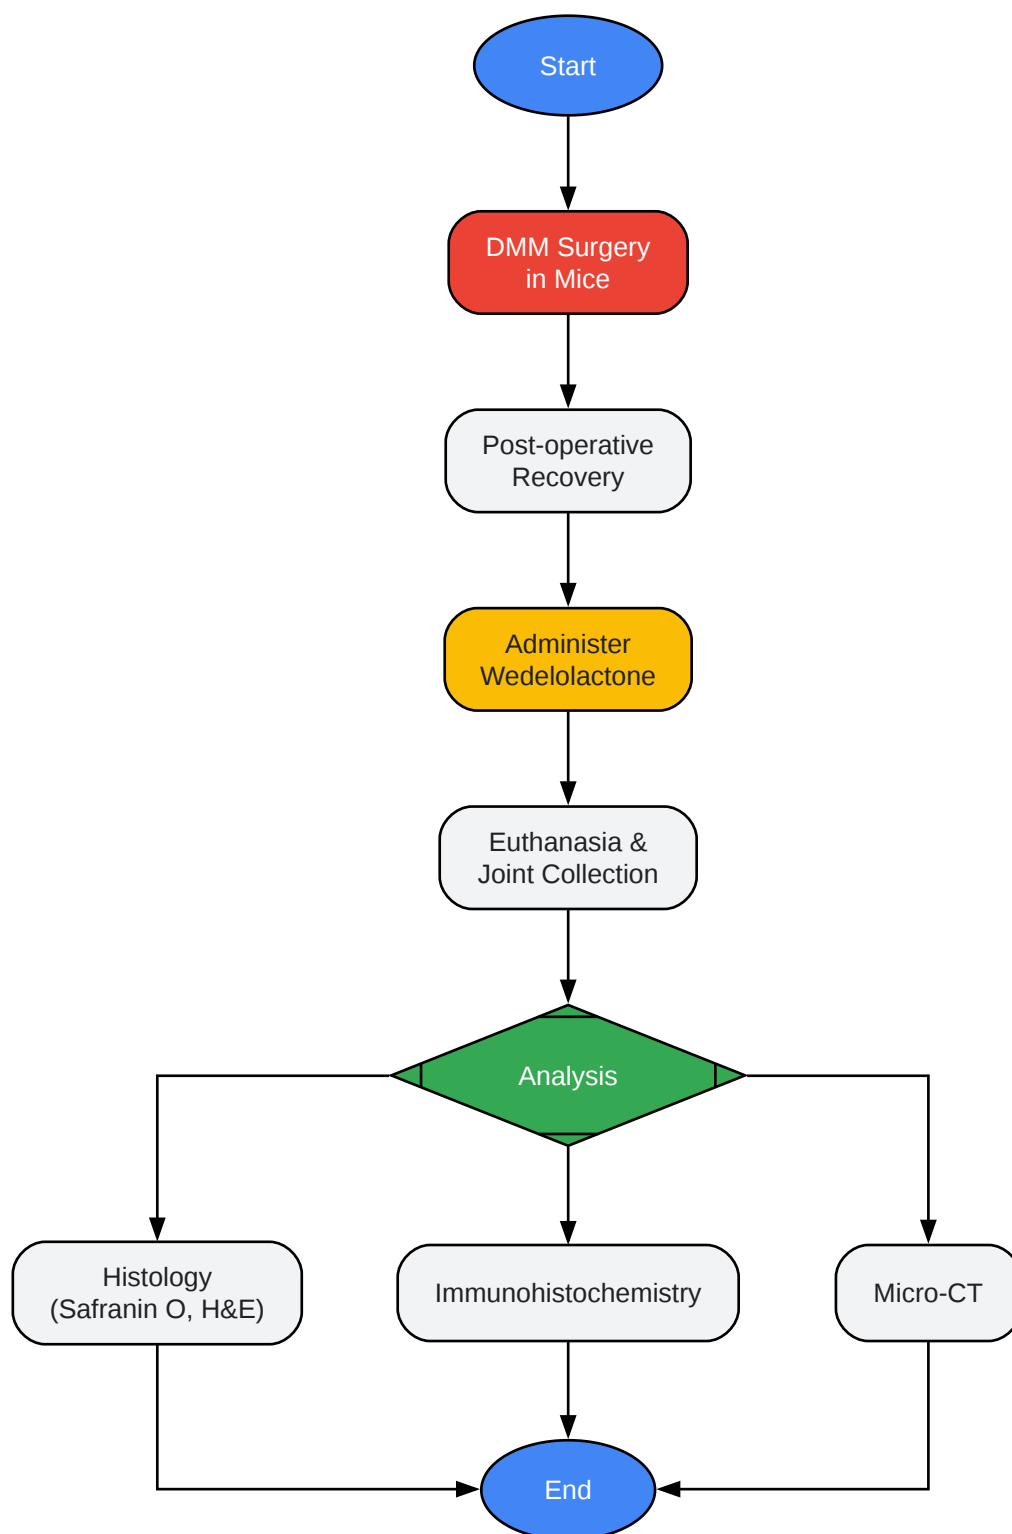 Start
DMM Surgery
in Mice
Post-operative
Recovery
Administer
Wedelolactone
Euthanasia &
Joint Collection
Analysis
Histology
(Safranin O, H&E)
Immunohistochemistry
Micro-CT
End